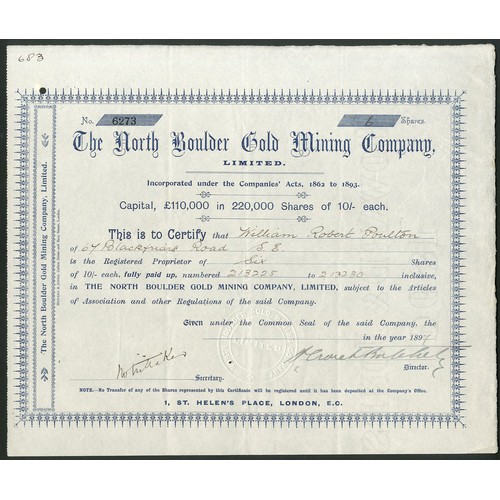 683
No. 6273 6 Shares.
The North Boulder Gold Mining Company,
LIMITED.
Incorporated under the Companies' Acts, 1862 to 1893.
Capital, £110,000 in 220,000 Shares of 10/- each.
This is to Certify that William Robert Poulton
of 67 Blackfriars Road S E
is the Registered Proprietor of Six Shares
of 10/- each, fully paid up, numbered 213225 to 213230 inclusive,
in THE NORTH BOULDER GOLD MINING COMPANY, LIMITED, subject to the Articles
of Association and other Regulations of the said Company.
Given under the Common Seal of the said Company, the
in the year 1897
Secretary.
Director.
NOTE.—No Transfer of any of the Shares represented by this Certificate will be registered until it has been deposited at the Company's Office.
1, ST. HELEN'S PLACE, LONDON, E.C.
The North Boulder Gold Mining Company, Limited.